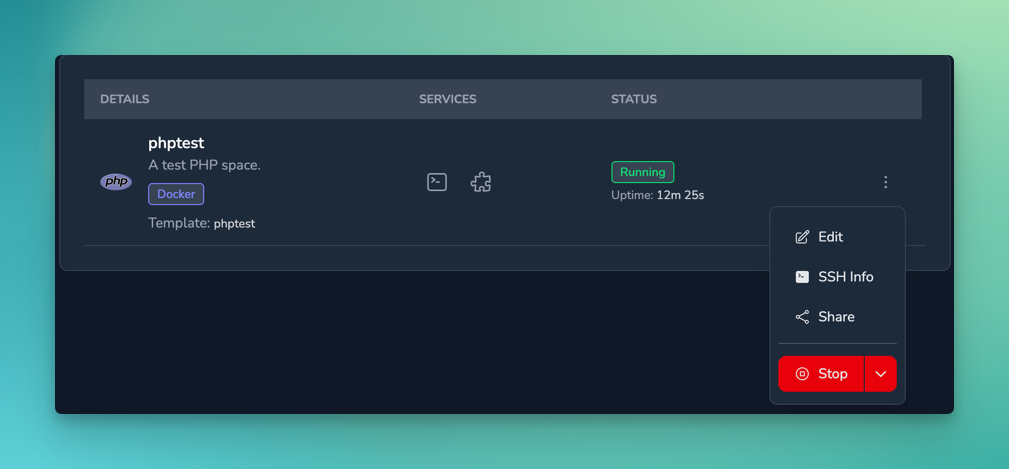 DETAILS SERVICES STATUS
phptest
A test PHP space.
php
Docker
Template: phptest
Running
Uptime: 12m 25s
Edit
SSH Info
Share
Stop